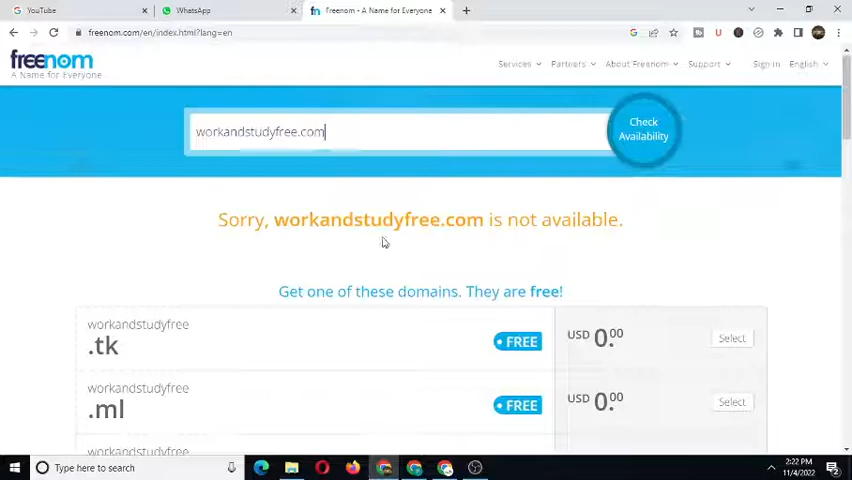 YouTube
WhatsApp
Freenom - A Name for Everyone
freenom.com/en/index.html?lang=en
freenom
A Name for Everyone
Services
Partners
About Freenom
Support
Sign in
English
workandstudyfree.com
Check
Availability
Sorry, workandstudyfree.com is not available.
Get one of these domains. They are free!
workandstudyfree
.tk
FREE
USD 0.00
Select
workandstudyfree
.ml
FREE
USD 0.00
Select
workandstudyfree
Type here to search
2:22 PM
11/4/2022